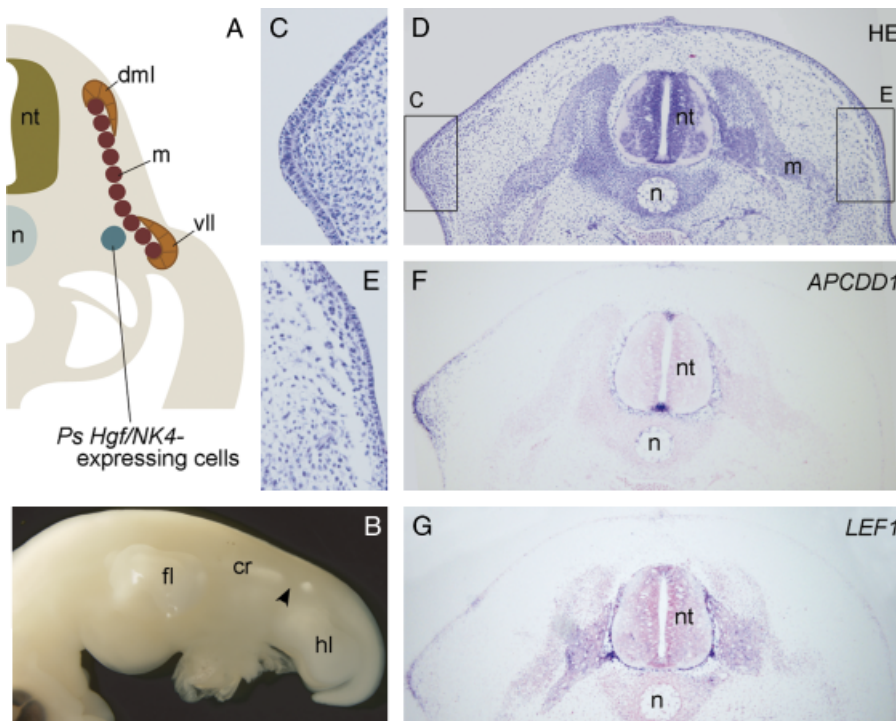 A
dml
nt
m
vll
n
Ps Hgf/NK4-
expressing cells
B
fl
cr
hl
C
D
HE
C
E
nt
m
n
E
F
APCDD1
nt
n
G
LEF1
nt
n